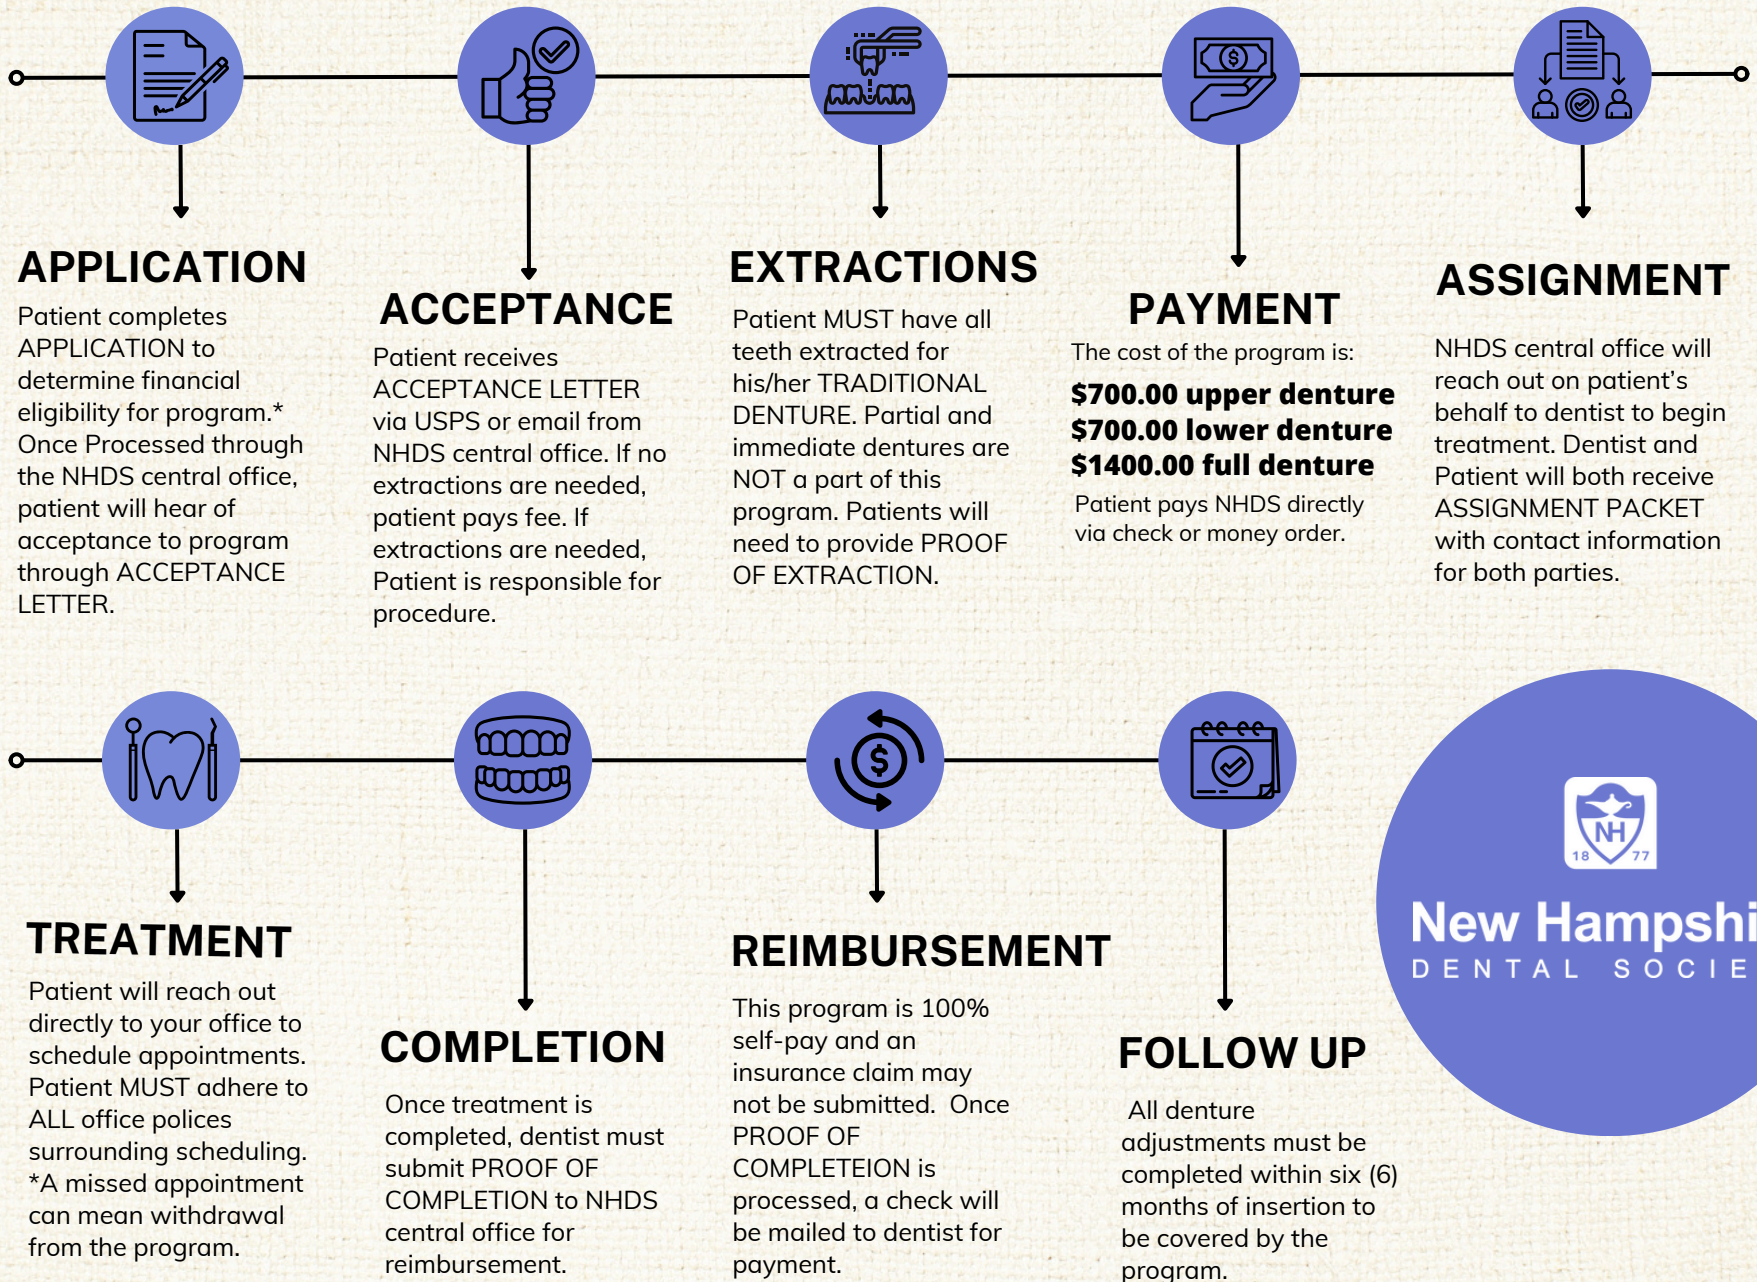 APPLICATION
Patient completes
APPLICATION to
determine financial
eligibility for program.*
Once Processed through
the NHDS central office,
patient will hear of
acceptance to program
through ACCEPTANCE
LETTER.
ACCEPTANCE
Patient receives
ACCEPTANCE LETTER
via USPS or email from
NHDS central office. If no
extractions are needed,
patient pays fee. If
extractions are needed,
Patient is responsible for
procedure.
EXTRACTIONS
Patient MUST have all
teeth extracted for
his/her TRADITIONAL
DENTURE. Partial and
immediate dentures are
NOT a part of this
program. Patients will
need to provide PROOF
OF EXTRACTION.
PAYMENT
The cost of the program is:
$700.00 upper denture
$700.00 lower denture
$1400.00 full denture
Patient pays NHDS directly
via check or money order.
ASSIGNMENT
NHDS central office will
reach out on patient's
behalf to dentist to begin
treatment. Dentist and
Patient will both receive
ASSIGNMENT PACKET
with contact information
for both parties.
TREATMENT
Patient will reach out
directly to your office to
schedule appointments.
Patient MUST adhere to
ALL office polices
surrounding scheduling.
*A missed appointment
can mean withdrawal
from the program.
COMPLETION
Once treatment is
completed, dentist must
submit PROOF OF
COMPLETION to NHDS
central office for
reimbursement.
REIMBURSEMENT
This program is 100%
self-pay and an
insurance claim may
not be submitted.  Once
PROOF OF
COMPLETEION is
processed, a check will
be mailed to dentist for
payment.
FOLLOW UP
All denture
adjustments must be
completed within six (6)
months of insertion to
be covered by the
program.
NH
18 77
New Hampshi
DENTAL SOCIE